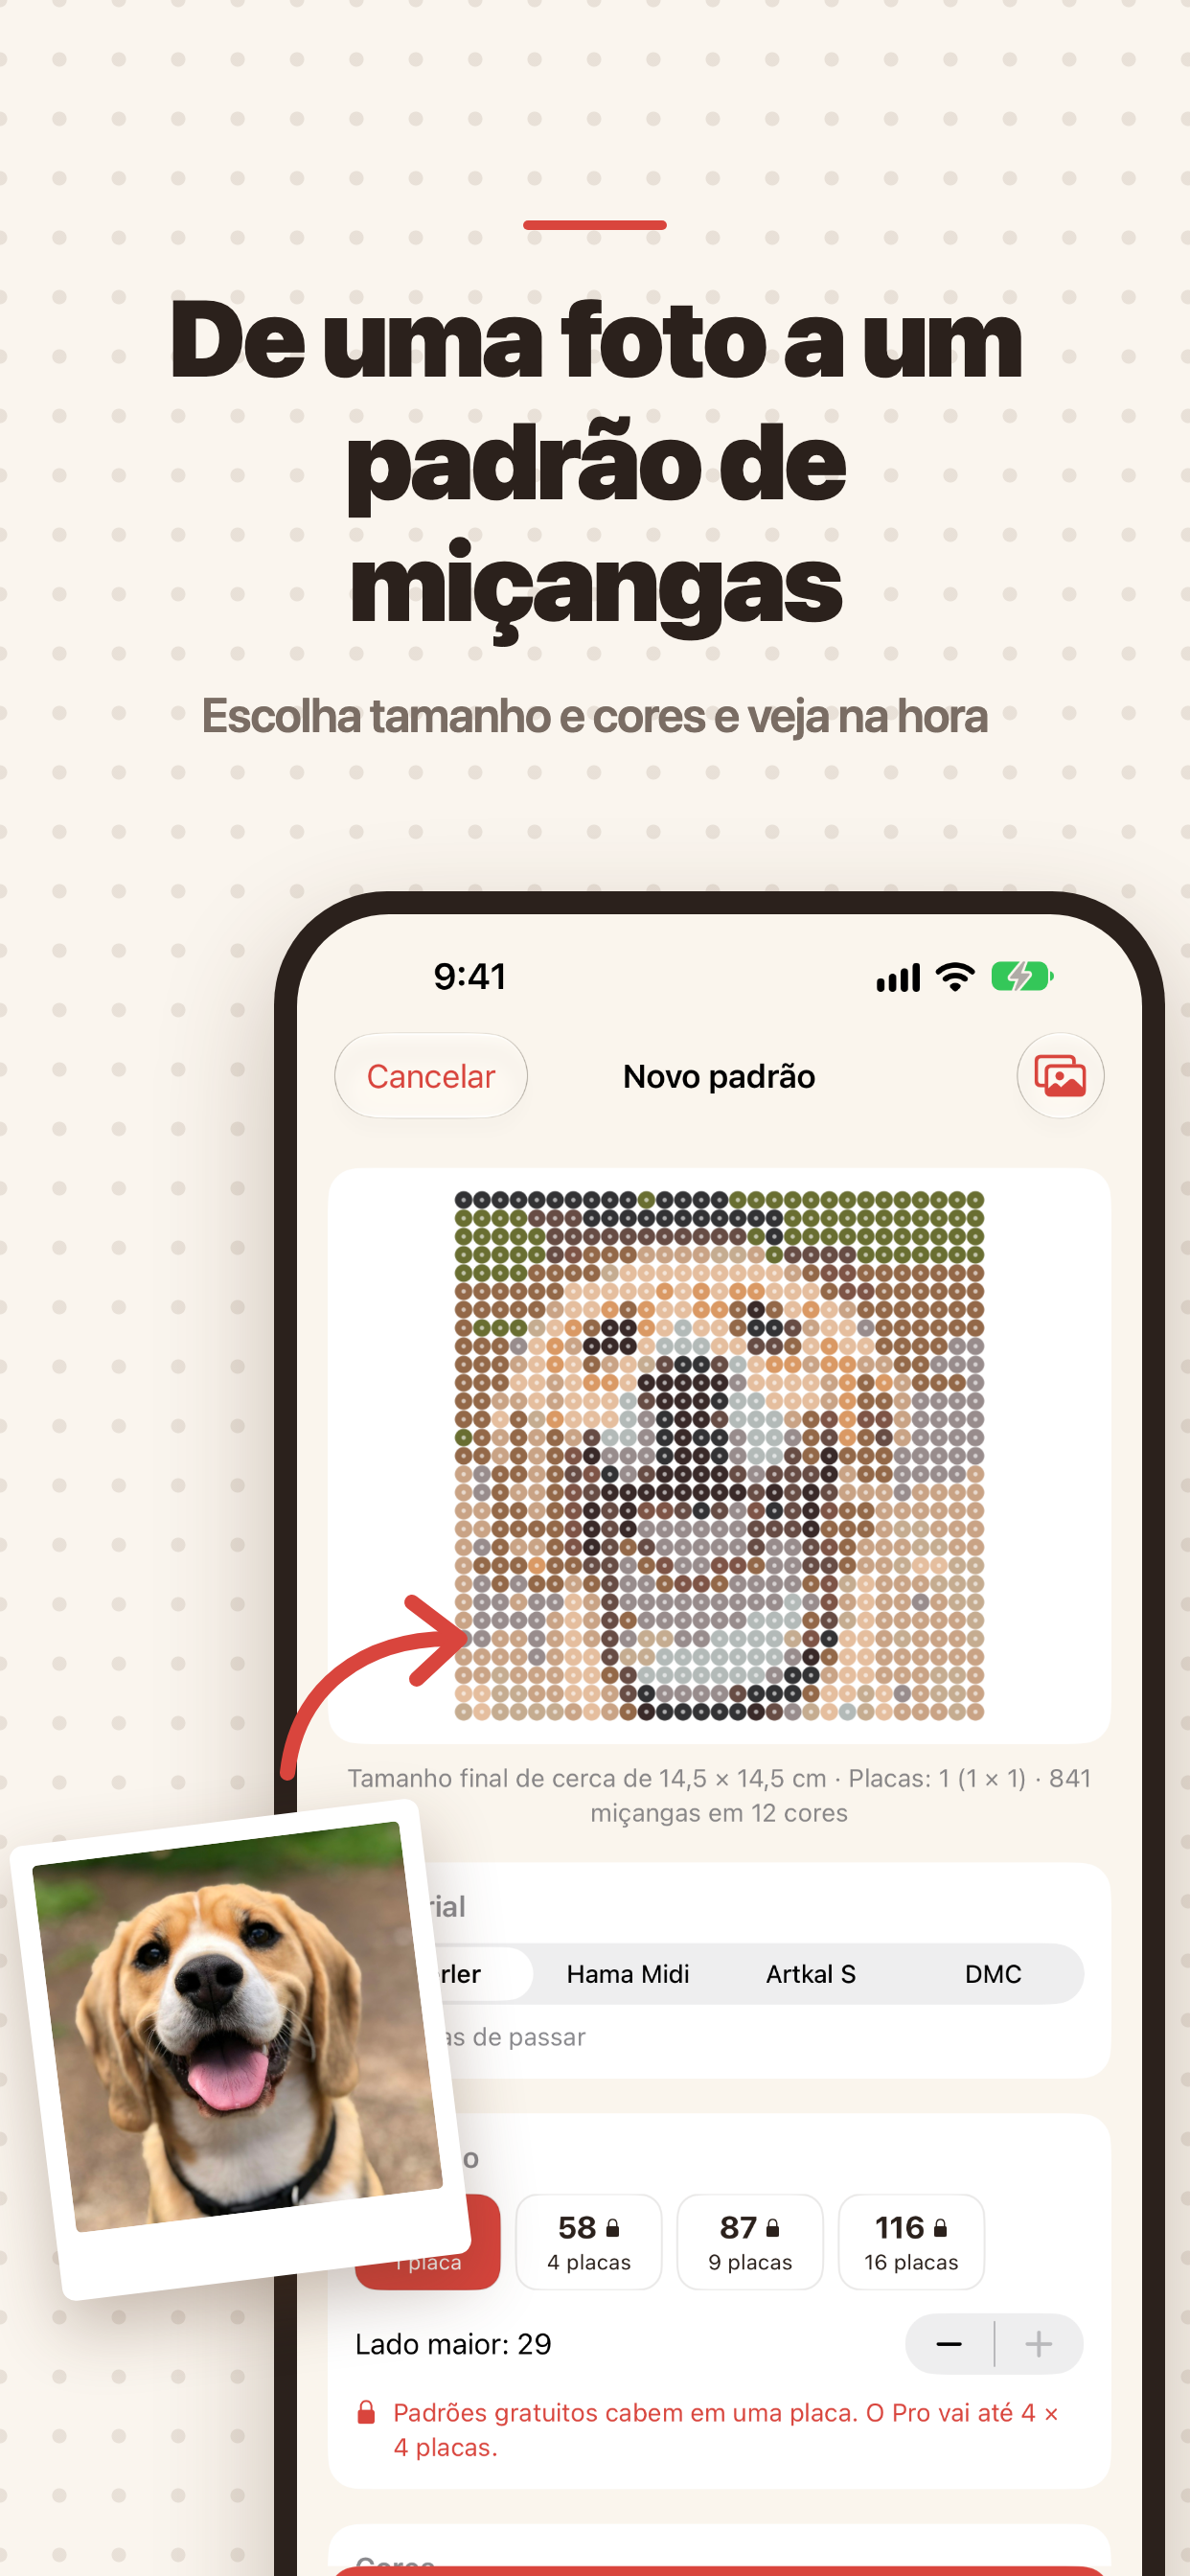 De uma foto a um
padrão de
miçangas
Escolha tamanho e cores e veja na hora
9:41
Cancelar
Novo padrão
Tamanho final de cerca de 14,5 × 14,5 cm · Placas: 1 (1 × 1) · 841
miçangas em 12 cores
Hama Midi
Artkal S
DMC
de passar
58
4 placas
87
9 placas
116
16 placas
1 placa
Lado maior: 29
Padrões gratuitos cabem em uma placa. O Pro vai até 4 ×
4 placas.